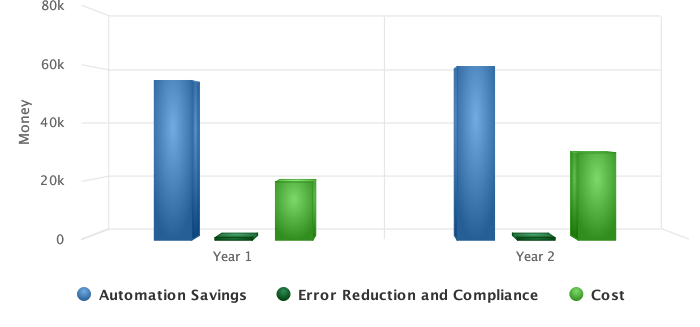 80k
60k
40k
20k
0
Money
Year 1
Year 2
Automation Savings
Error Reduction and Compliance
Cost